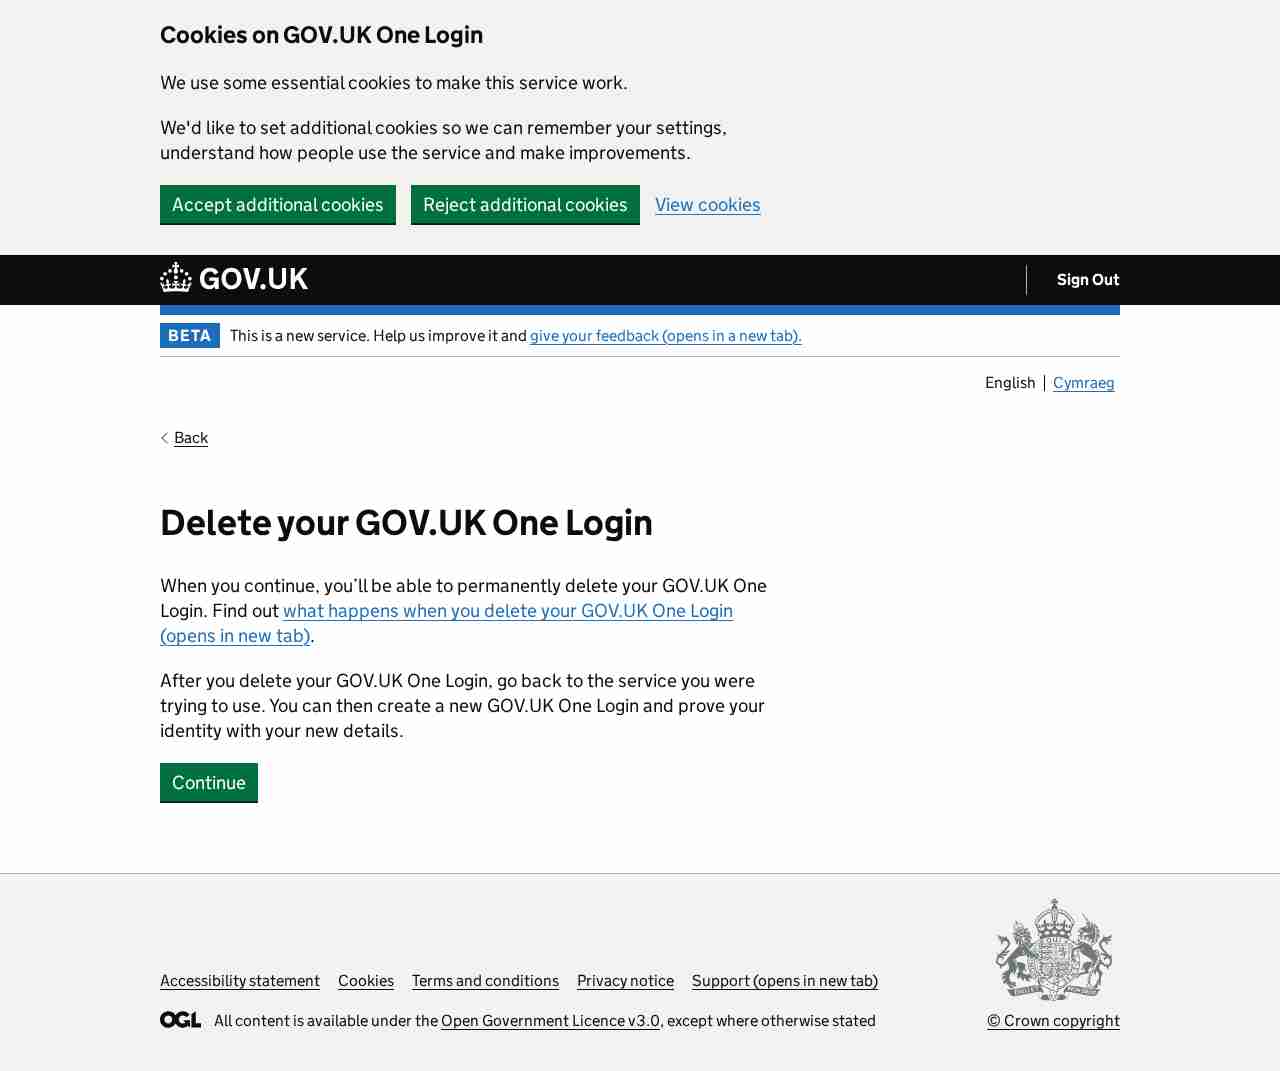 Cookies on GOV.UK One Login
We use some essential cookies to make this service work.
We'd like to set additional cookies so we can remember your settings,
understand how people use the service and make improvements.
Accept additional cookies Reject additional cookies View cookies
GOV.UK Sign Out
BETA This is a new service. Help us improve it and give your feedback (opens in a new tab).
English Cymraeg
Back
Delete your GOV.UK One Login
When you continue, you’ll be able to permanently delete your GOV.UK One
Login. Find out what happens when you delete your GOV.UK One Login
(opens in new tab).
After you delete your GOV.UK One Login, go back to the service you were
trying to use. You can then create a new GOV.UK One Login and prove your
identity with your new details.
Continue
Accessibility statement Cookies Terms and conditions Privacy notice Support (opens in new tab)
OGL All content is available under the Open Government Licence v3.0, except where otherwise stated
© Crown copyright